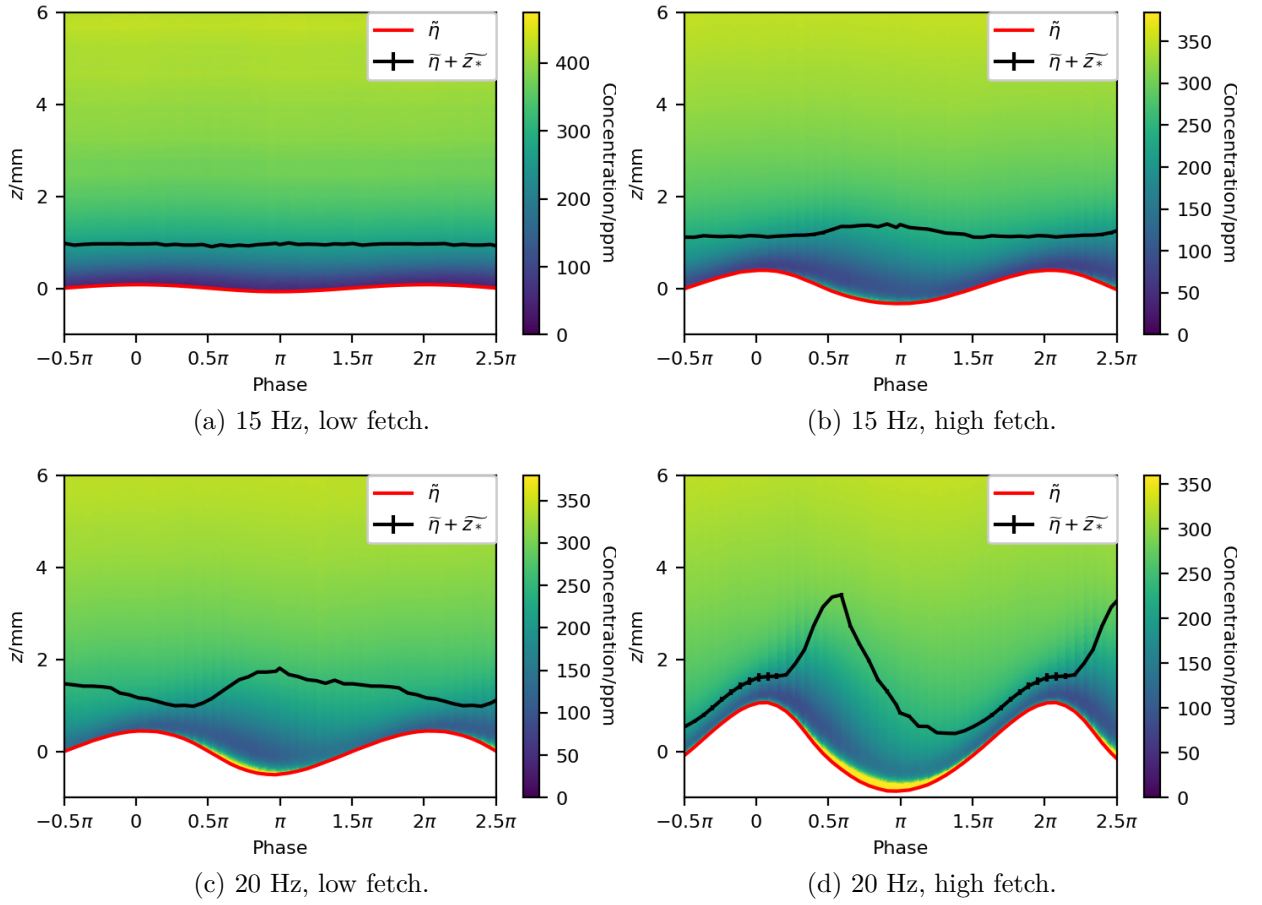 6
4
2
0
z/mm
−0.5π 0 0.5π π 1.5π 2π 2.5π
Phase
η̃
η̃ + z̃*
400
300
200
100
0
Concentration/ppm
(a) 15 Hz, low fetch.
6
4
2
0
z/mm
−0.5π 0 0.5π π 1.5π 2π 2.5π
Phase
η̃
η̃ + z̃*
350
300
250
200
150
100
50
0
Concentration/ppm
(b) 15 Hz, high fetch.
6
4
2
0
z/mm
−0.5π 0 0.5π π 1.5π 2π 2.5π
Phase
η̃
η̃ + z̃*
350
300
250
200
150
100
50
0
Concentration/ppm
(c) 20 Hz, low fetch.
6
4
2
0
z/mm
−0.5π 0 0.5π π 1.5π 2π 2.5π
Phase
η̃
η̃ + z̃*
350
300
250
200
150
100
50
0
Concentration/ppm
(d) 20 Hz, high fetch.